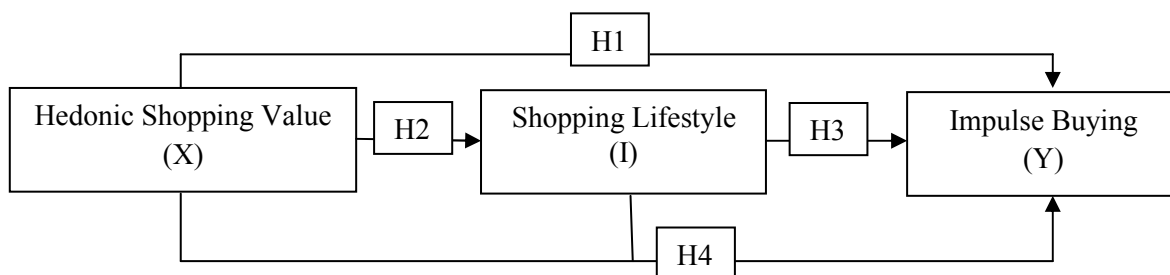 H1
Hedonic Shopping Value
(X)
H2
Shopping Lifestyle
(I)
H3
Impulse Buying
(Y)
H4